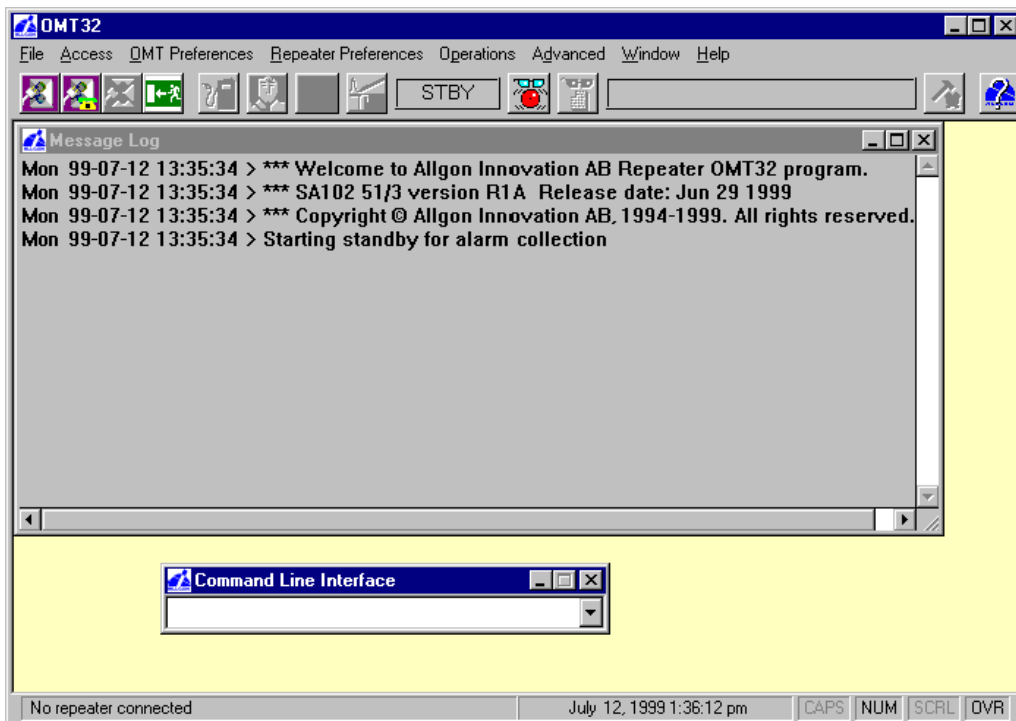 OMT32
File Access OMT Preferences Repeater Preferences Operations Advanced Window Help
STBY
Message Log
Mon 99-07-12 13:35:34 > *** Welcome to Allgon Innovation AB Repeater OMT32 program.
Mon 99-07-12 13:35:34 > *** SA102 51/3 version R1A Release date: Jun 29 1999
Mon 99-07-12 13:35:34 > *** Copyright © Allgon Innovation AB, 1994-1999. All rights reserved.
Mon 99-07-12 13:35:34 > Starting standby for alarm collection
Command Line Interface
No repeater connected July 12, 1999 1:36:12 pm CAPS NUM SCRL OVR